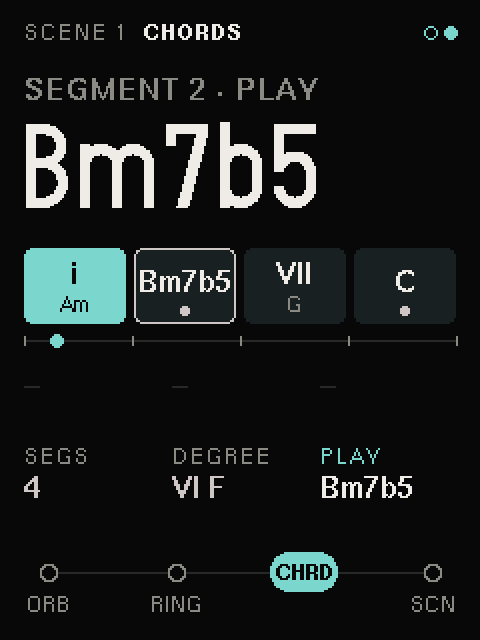 SCENE 1 CHORDS
SEGMENT 2 · PLAY
Bm7b5
i Bm7b5 VII C
Am G
SEGS DEGREE PLAY
4 VI F Bm7b5
CHRD
ORB RING SCN